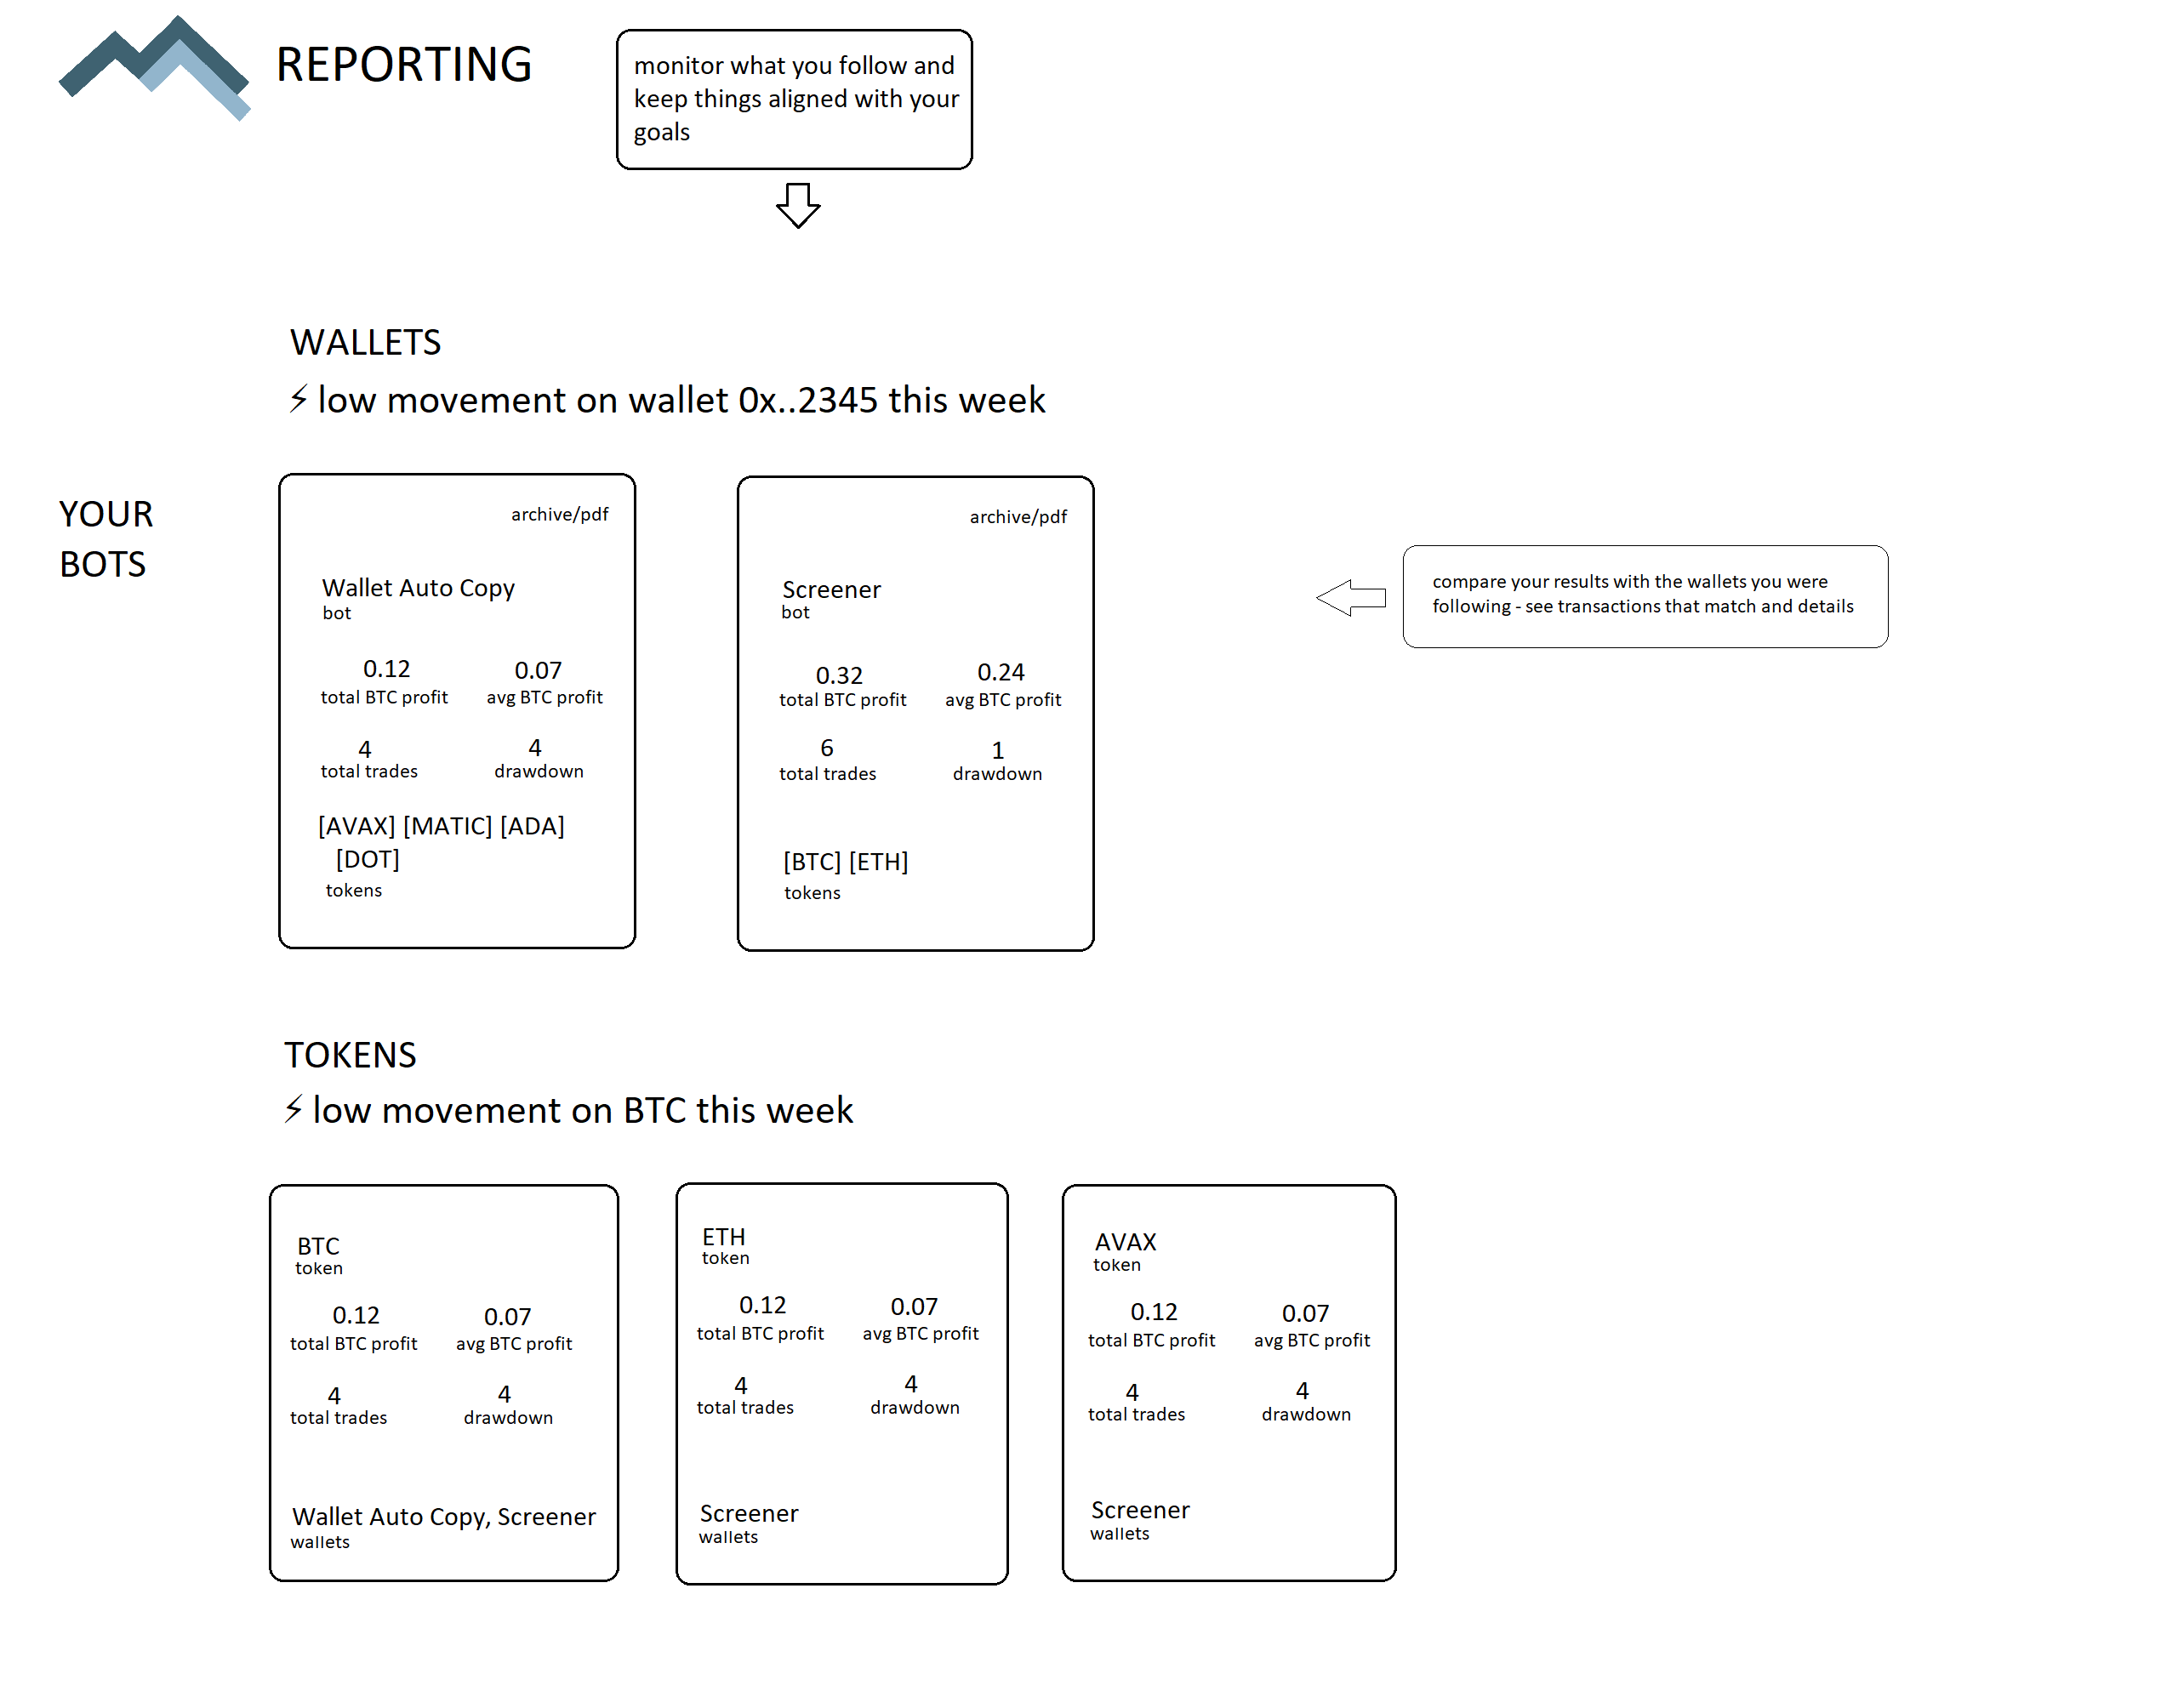 REPORTING
monitor what you follow and
keep things aligned with your
goals
WALLETS
⚡ low movement on wallet 0x..2345 this week
YOUR
BOTS
archive/pdf
Wallet Auto Copy
bot
0.12 0.07
total BTC profit avg BTC profit
4 4
total trades drawdown
[AVAX] [MATIC] [ADA]
[DOT]
tokens
archive/pdf
Screener
bot
0.32 0.24
total BTC profit avg BTC profit
6 1
total trades drawdown
[BTC] [ETH]
tokens
compare your results with the wallets you were
following - see transactions that match and details
TOKENS
⚡ low movement on BTC this week
BTC
token
0.12 0.07
total BTC profit avg BTC profit
4 4
total trades drawdown
Wallet Auto Copy, Screener
wallets
ETH
token
0.12 0.07
total BTC profit avg BTC profit
4 4
total trades drawdown
Screener
wallets
AVAX
token
0.12 0.07
total BTC profit avg BTC profit
4 4
total trades drawdown
Screener
wallets